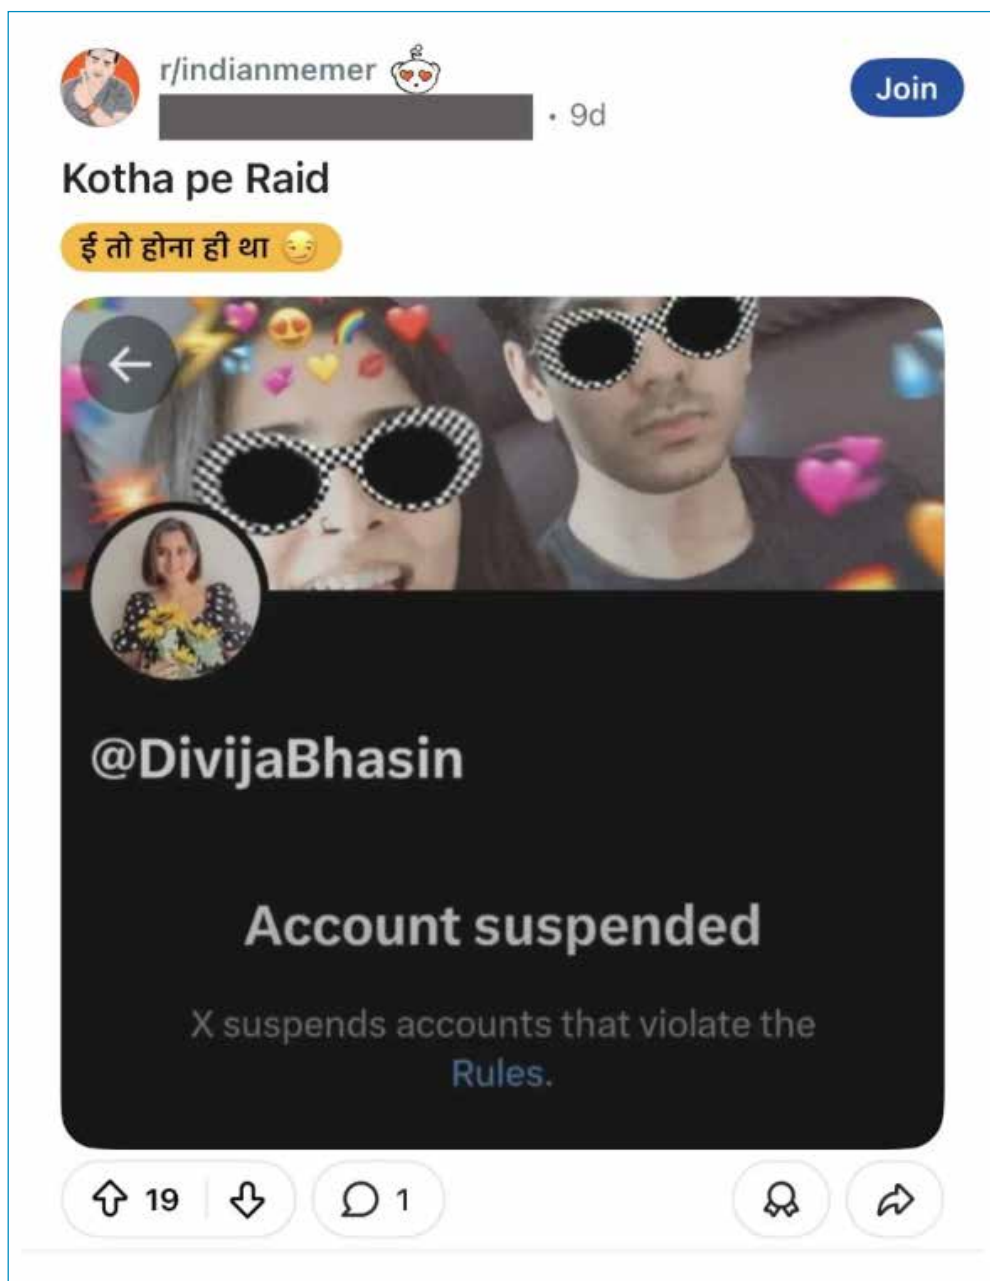 r/indianmemer
• 9d
Join
Kotha pe Raid
ई तो होना ही था 😏
@DivijaBhasin
Account suspended
X suspends accounts that violate the
Rules.
19
1